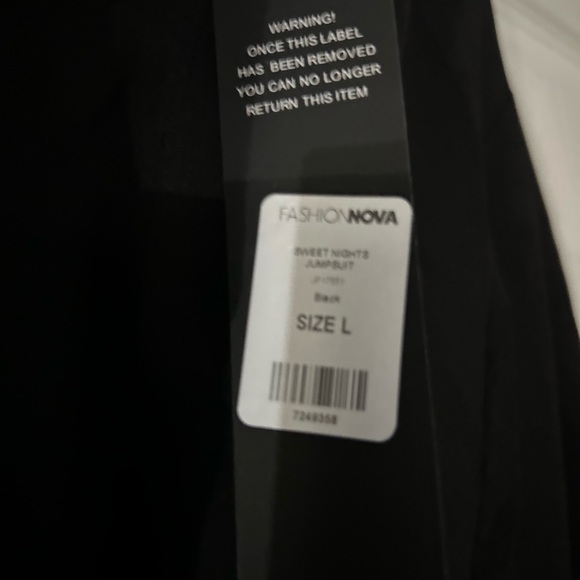 WARNING!
ONCE THIS LABEL
HAS BEEN REMOVED
YOU CAN NO LONGER
RETURN THIS ITEM
FASHIONNOVA
SWEET NIGHTS
JUMPSUIT
Black
SIZE L
7249358